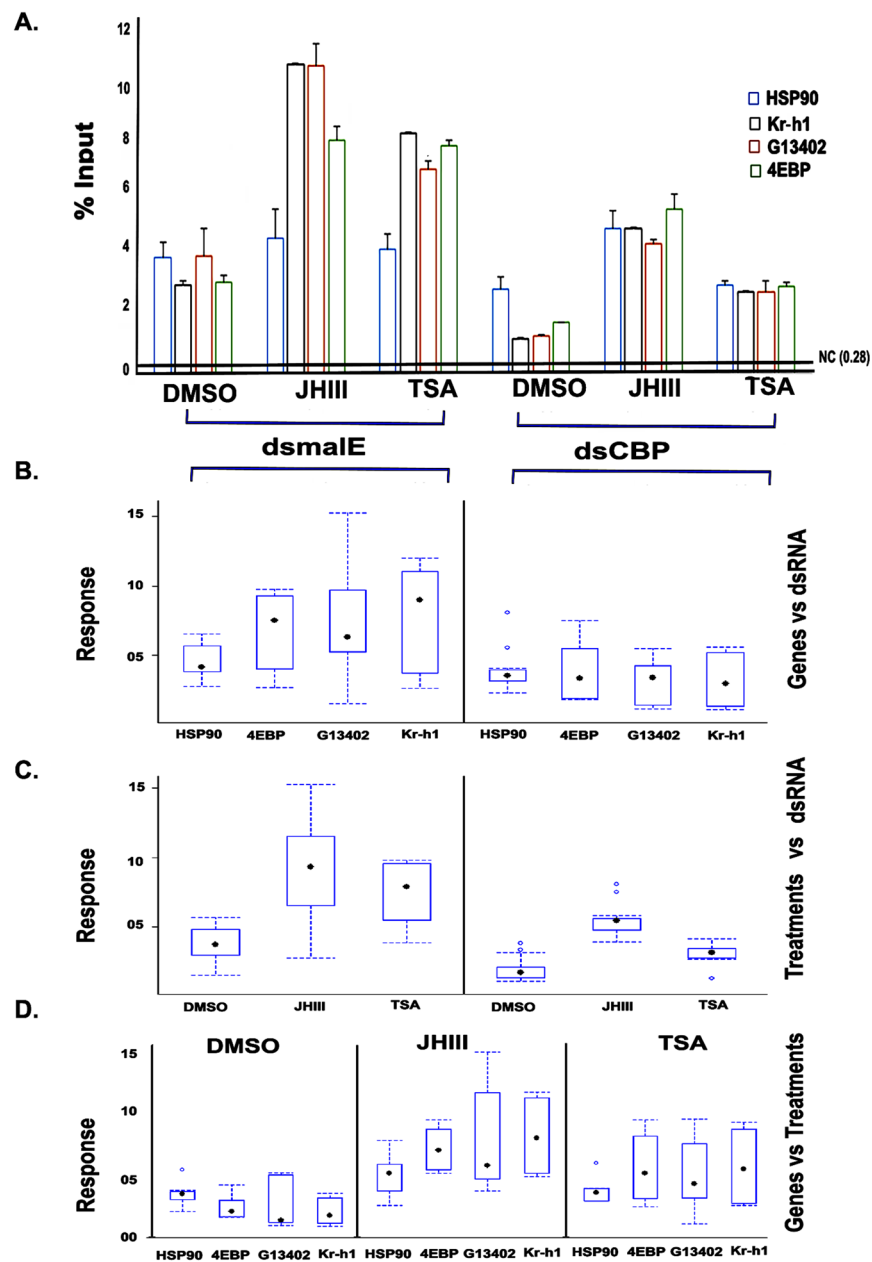 A.
12
10
8
6
4
2
0
% Input
HSP90
Kr-h1
G13402
4EBP
NC (0.28)
DMSO JHIII TSA DMSO JHIII TSA
dsmalE dsCBP
B.
15
10
05
Response
HSP90 4EBP G13402 Kr-h1 HSP90 4EBP G13402 Kr-h1
Genes vs dsRNA
C.
15
10
05
Response
DMSO JHIII TSA DMSO JHIII TSA
Treatments vs dsRNA
D.
DMSO JHIII TSA
15
10
05
00
Response
HSP90 4EBP G13402 Kr-h1 HSP90 4EBP G13402 Kr-h1 HSP90 4EBP G13402 Kr-h1
Genes vs Treatments